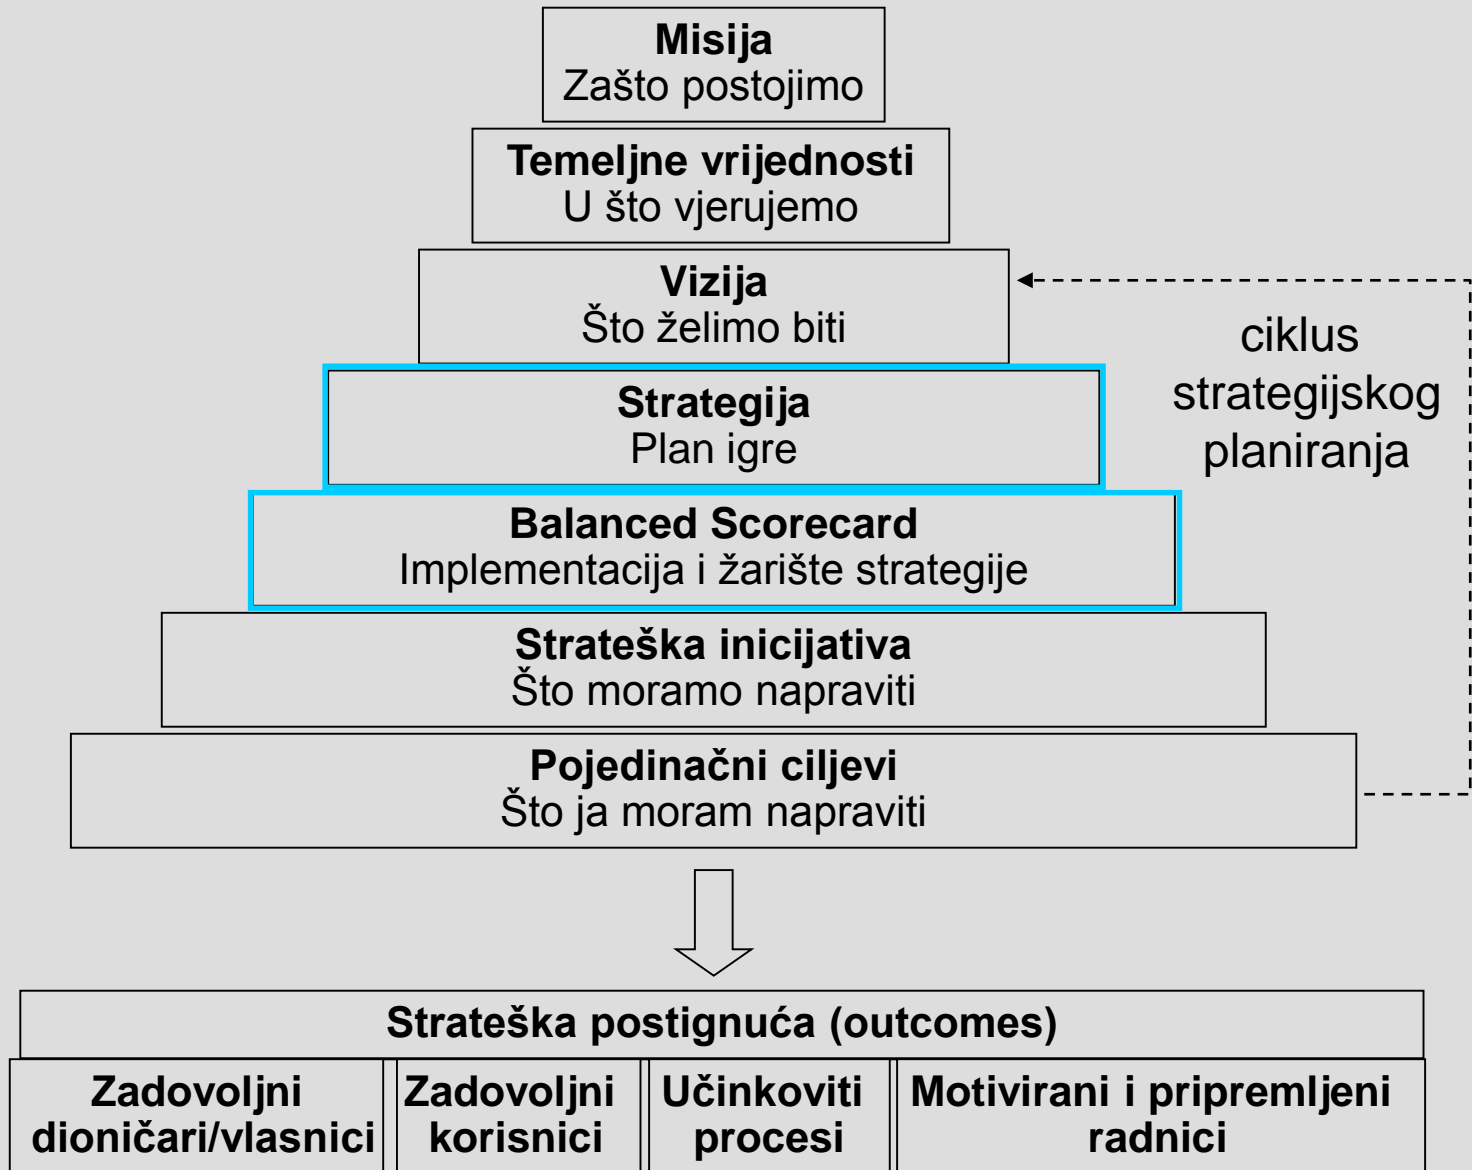 Misija
Zašto postojimo
Temeljne vrijednosti
U što vjerujemo
Vizija
Što želimo biti
ciklus
strategijskog
planiranja
Strategija
Plan igre
Balanced Scorecard
Implementacija i žarište strategije
Strateška inicijativa
Što moramo napraviti
Pojedinačni ciljevi
Što ja moram napraviti
Strateška postignuća (outcomes)
Zadovoljni
dioničari/vlasnici
Zadovoljni
korisnici
Učinkoviti
procesi
Motivirani i pripremljeni
radnici